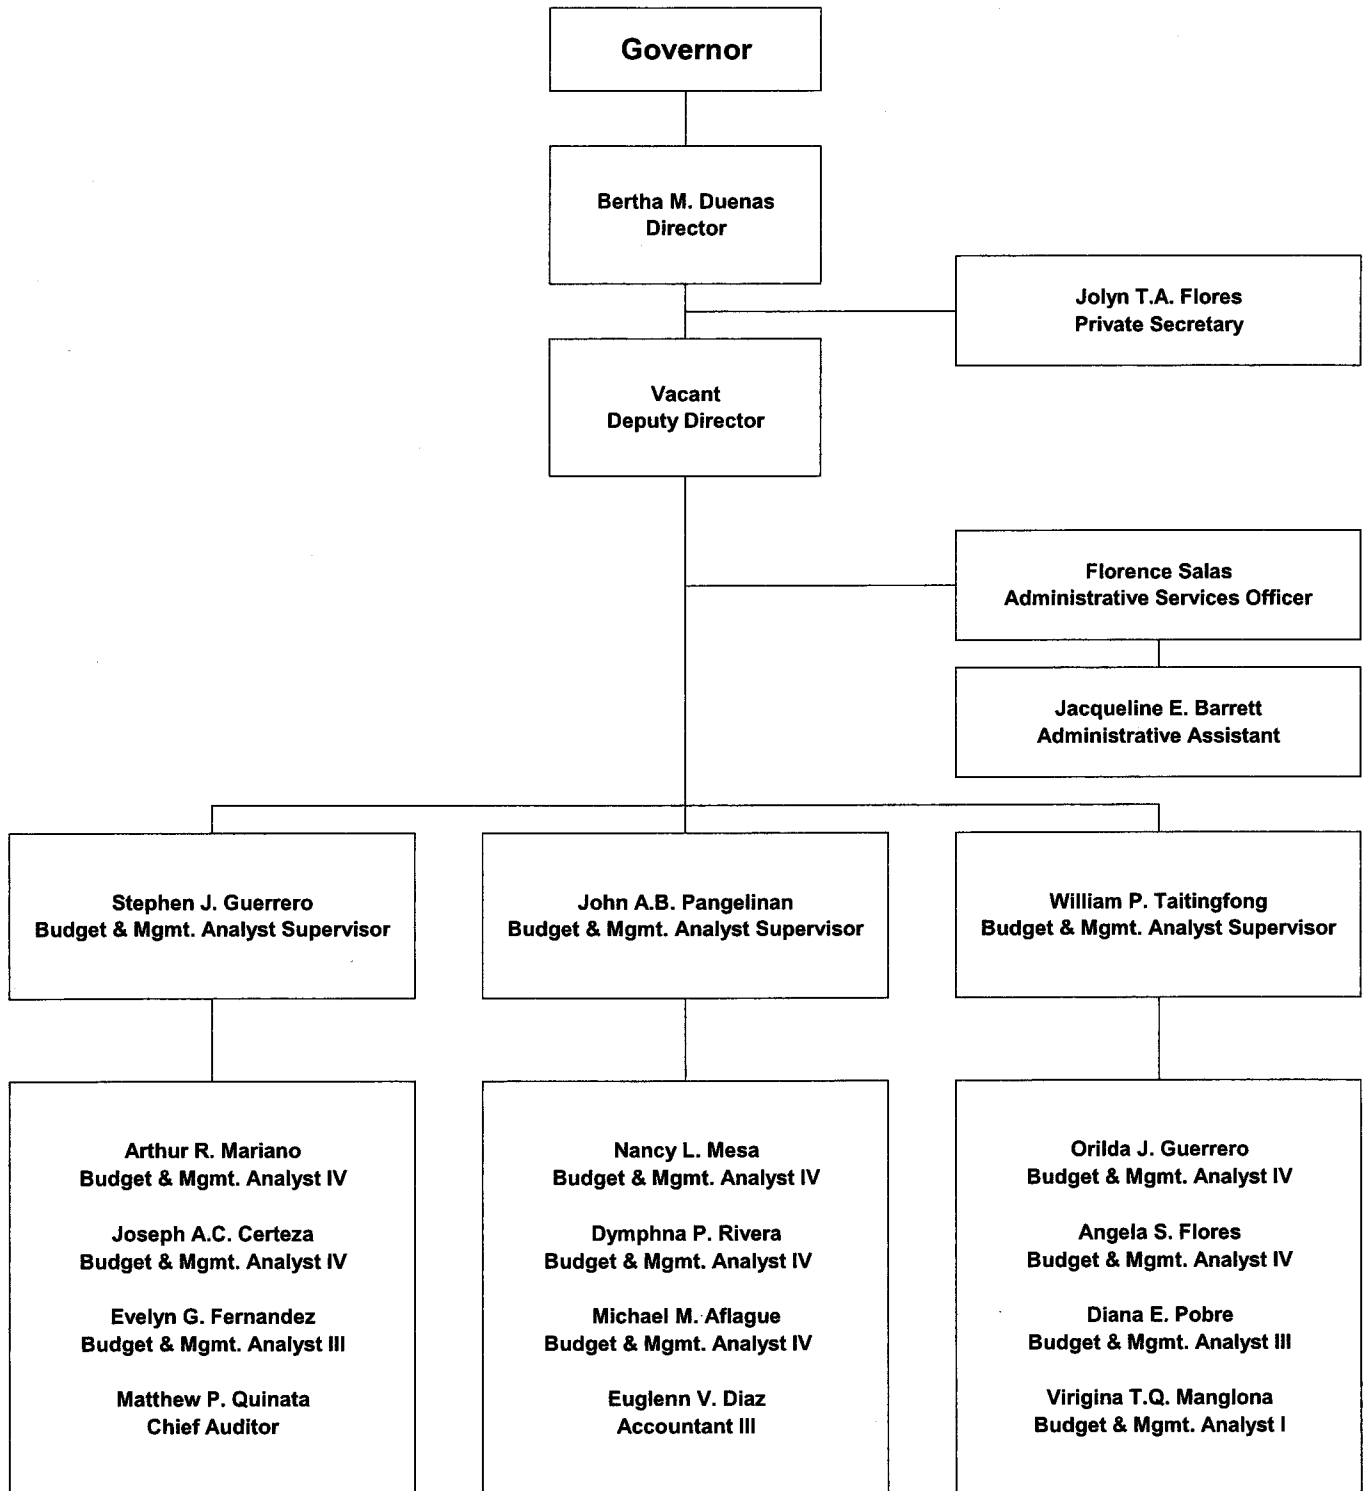 Governor
Bertha M. Duenas
Director
Jolyn T.A. Flores
Private Secretary
Vacant
Deputy Director
Florence Salas
Administrative Services Officer
Jacqueline E. Barrett
Administrative Assistant
Stephen J. Guerrero
Budget & Mgmt. Analyst Supervisor
John A.B. Pangelinan
Budget & Mgmt. Analyst Supervisor
William P. Taitingfong
Budget & Mgmt. Analyst Supervisor
Arthur R. Mariano
Budget & Mgmt. Analyst IV
Joseph A.C. Certeza
Budget & Mgmt. Analyst IV
Evelyn G. Fernandez
Budget & Mgmt. Analyst III
Matthew P. Quinata
Chief Auditor
Nancy L. Mesa
Budget & Mgmt. Analyst IV
Dymphna P. Rivera
Budget & Mgmt. Analyst IV
Michael M. Aflague
Budget & Mgmt. Analyst IV
Euglenn V. Diaz
Accountant III
Orilda J. Guerrero
Budget & Mgmt. Analyst IV
Angela S. Flores
Budget & Mgmt. Analyst IV
Diana E. Pobre
Budget & Mgmt. Analyst III
Virigina T.Q. Manglona
Budget & Mgmt. Analyst I